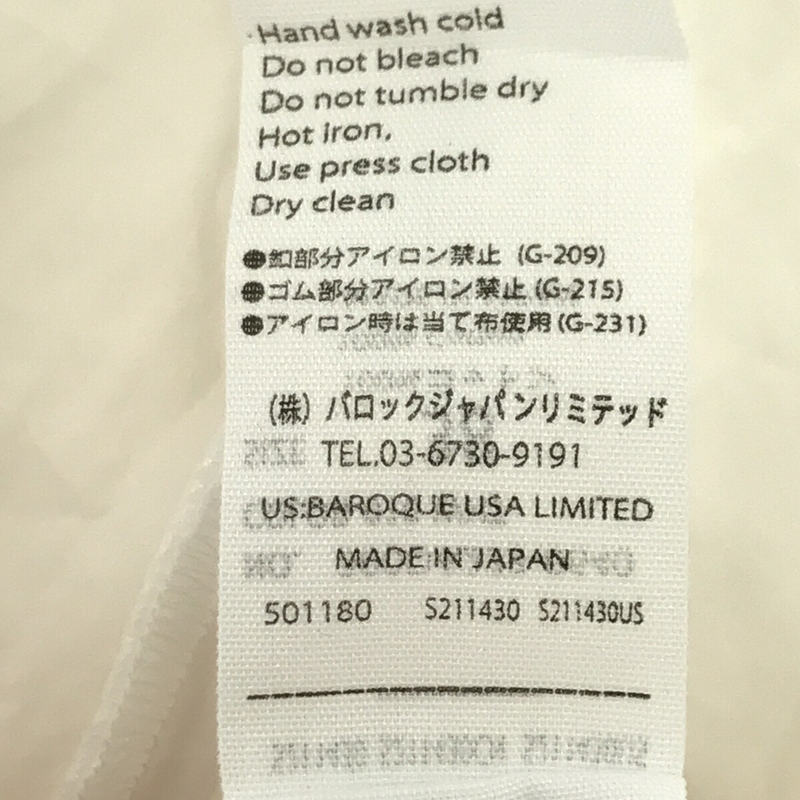 ·Hand wash cold
Do not bleach
Do not tumble dry
Hot iron,
Use press cloth
Dry clean
●釦部分アイロン禁止 (G-209)
●ゴム部分アイロン禁止 (G-215)
●アイロン時は当て布使用 (G-231)
(株) バロックジャパンリミテッド
TEL.03-6730-9191
US:BAROQUE USA LIMITED
MADE IN JAPAN
501180 S211430 S211430US